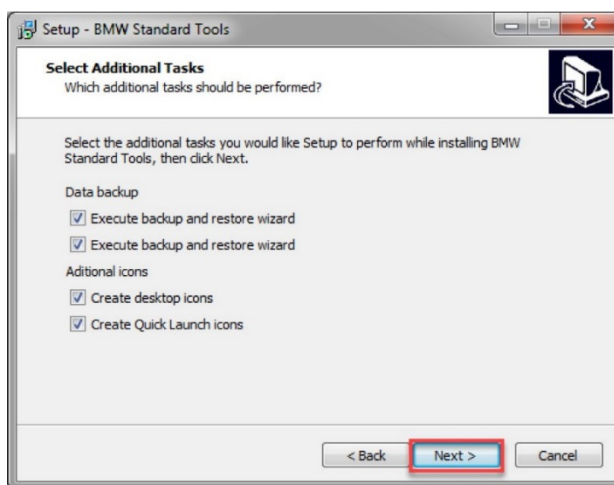 Setup - BMW Standard Tools
Select Additional Tasks
Which additional tasks should be performed?
Select the additional tasks you would like Setup to perform while installing BMW
Standard Tools, then click Next.
Data backup
Execute backup and restore wizard
Execute backup and restore wizard
Aditional icons
Create desktop icons
Create Quick Launch icons
< Back Next > Cancel